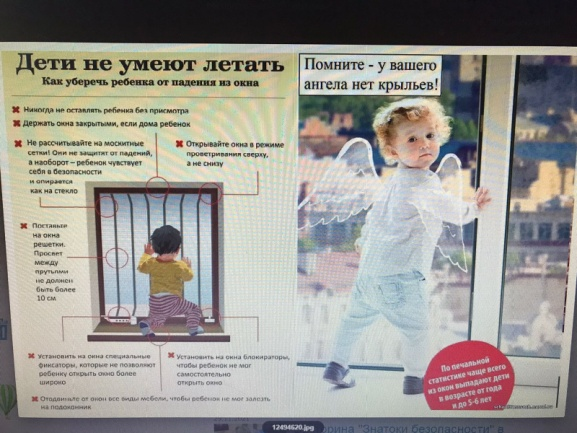 Дети не умеют летать
Как уберечь ребенка от падения из окна
Никогда не оставлять ребенка без присмотра
Держать окна закрытыми, если дома ребенок
Не рассчитывайте на москитные
сетки! Они не защитят от падений,
а наоборот – ребенок чувствует
себя в безопасности
и опирается
как на стекло
Открывайте окна в режиме
проветривания сверху,
а не снизу
Поставьте
на окна
решетки.
Просвет
между
прутьями
не должен
быть более
10 см
Установить на окна специальные
фиксаторы, которые не позволяют
ребенку открыть окно более
широко
Установить на окна блокираторы,
чтобы ребенок не мог
самостоятельно
открыть окно
Отодвиньте от окон все виды мебели, чтобы ребенок не мог залезть
на подоконник
Помните - у вашего
ангела нет крыльев!
По печальной
статистике чаще всего
из окон выпадают дети
в возрасте от года
и до 5-6 лет
12494620.jpg
"Знатоки безопасности" в